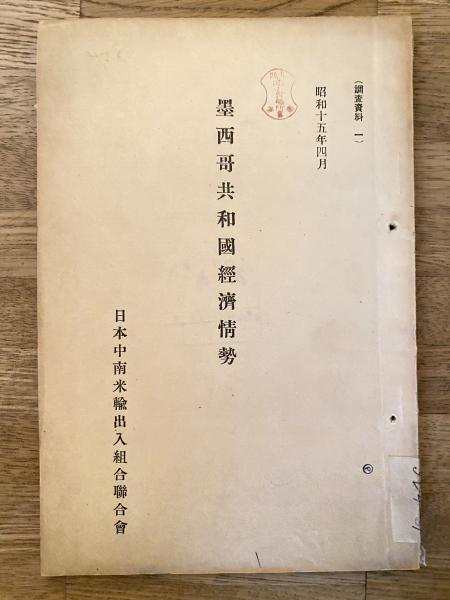 (調査資料 一)
昭和十五年四月
墨西哥共和國經濟情勢
日本中南米輸出入組合聯合會